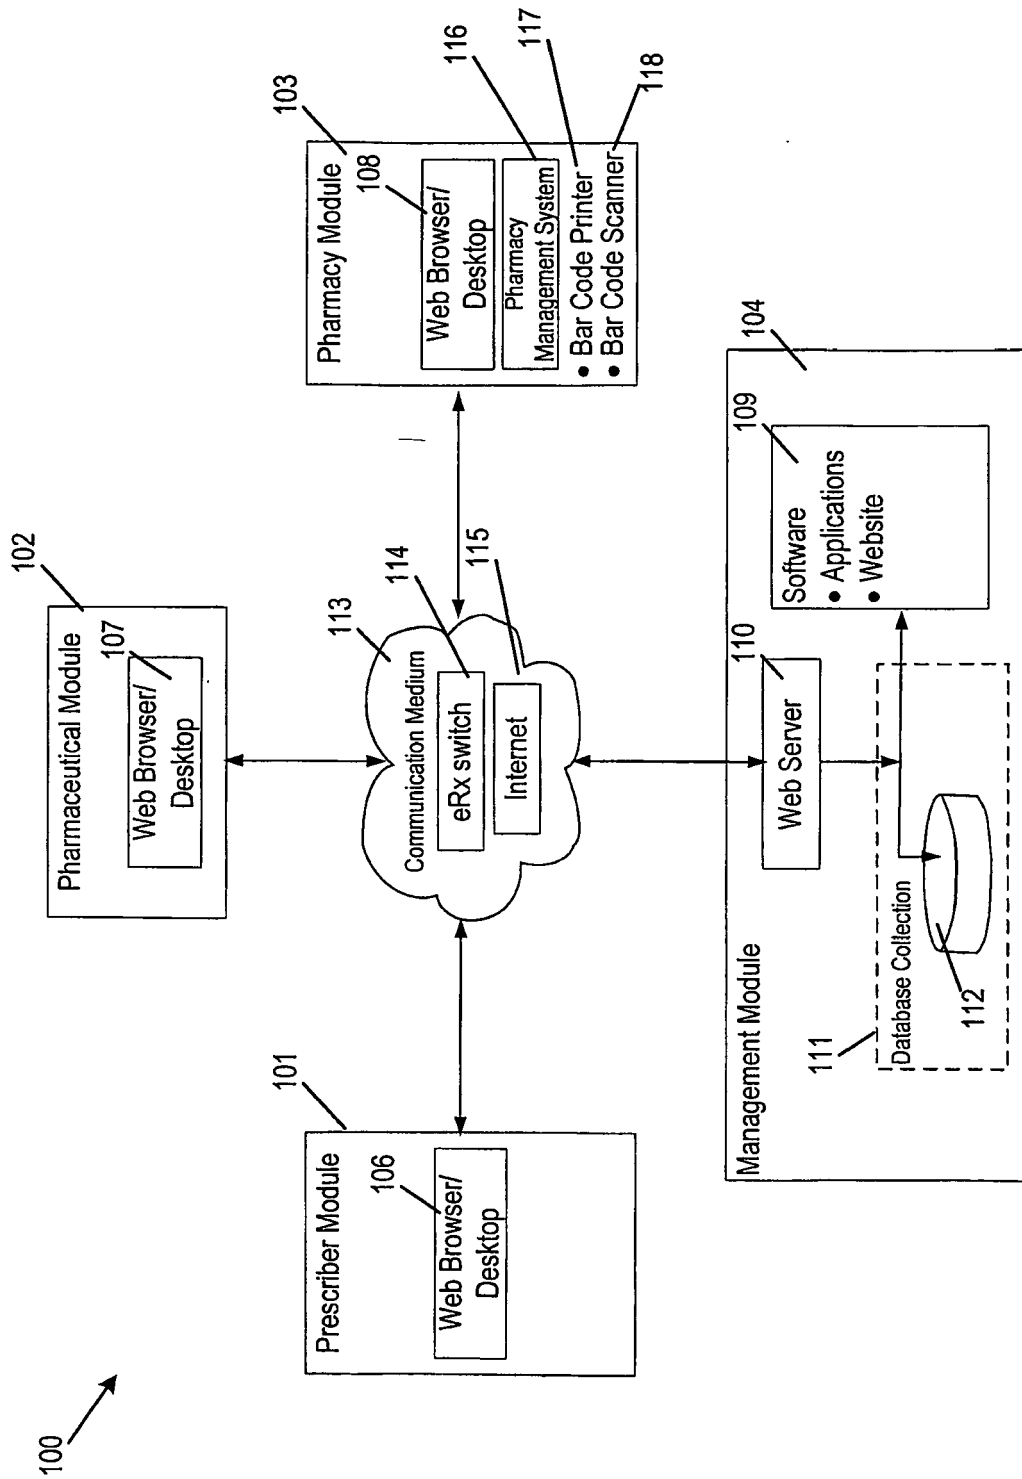 100
102
Pharmaceutical Module
107
Web Browser/
Desktop
101
Prescriber Module
106
Web Browser/
Desktop
113
Communication Medium
114
eRx switch
115
Internet
103
Pharmacy Module
108
Web Browser/
Desktop
116
Pharmacy
Management System
117
• Bar Code Printer
118
• Bar Code Scanner
104
Management Module
110
Web Server
109
Software
• Applications
• Website
111
Database Collection
112